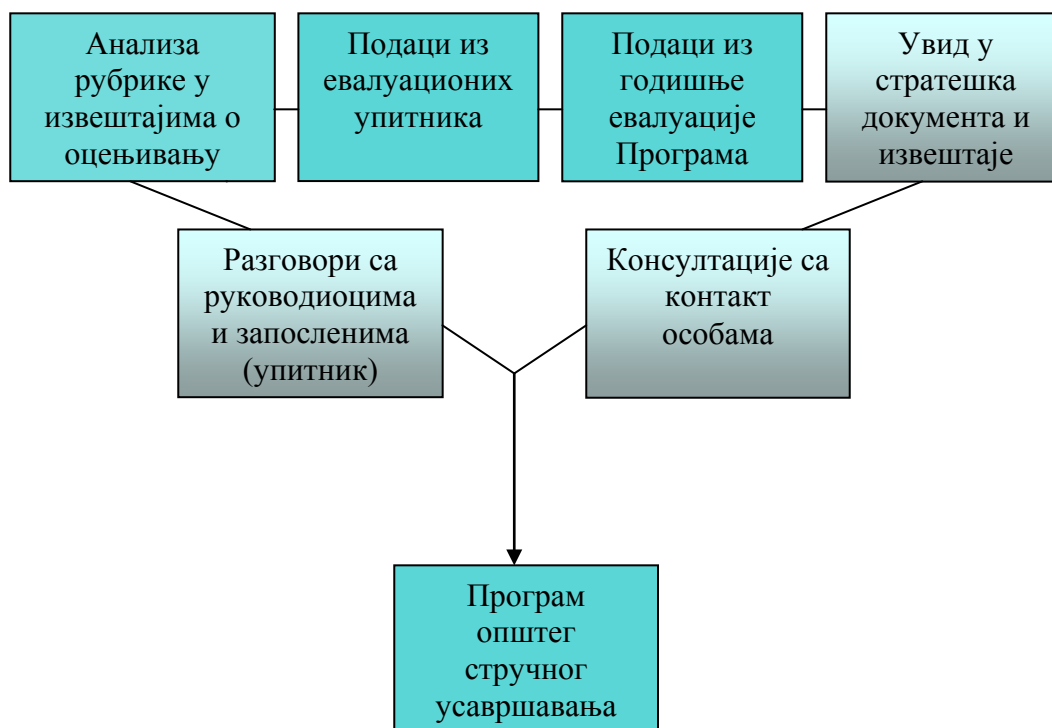 Анализа
рубрике у
извештајима о
оцењивању
Подаци из
евалуационих
упитника
Подаци из
годишње
евалуације
Програма
Увид у
стратешка
документа и
извештаје
Разговори са
руководиоцима
и запосленима
(упитник)
Консултације са
контакт
особама
Програм
општег
стручног
усавршавања